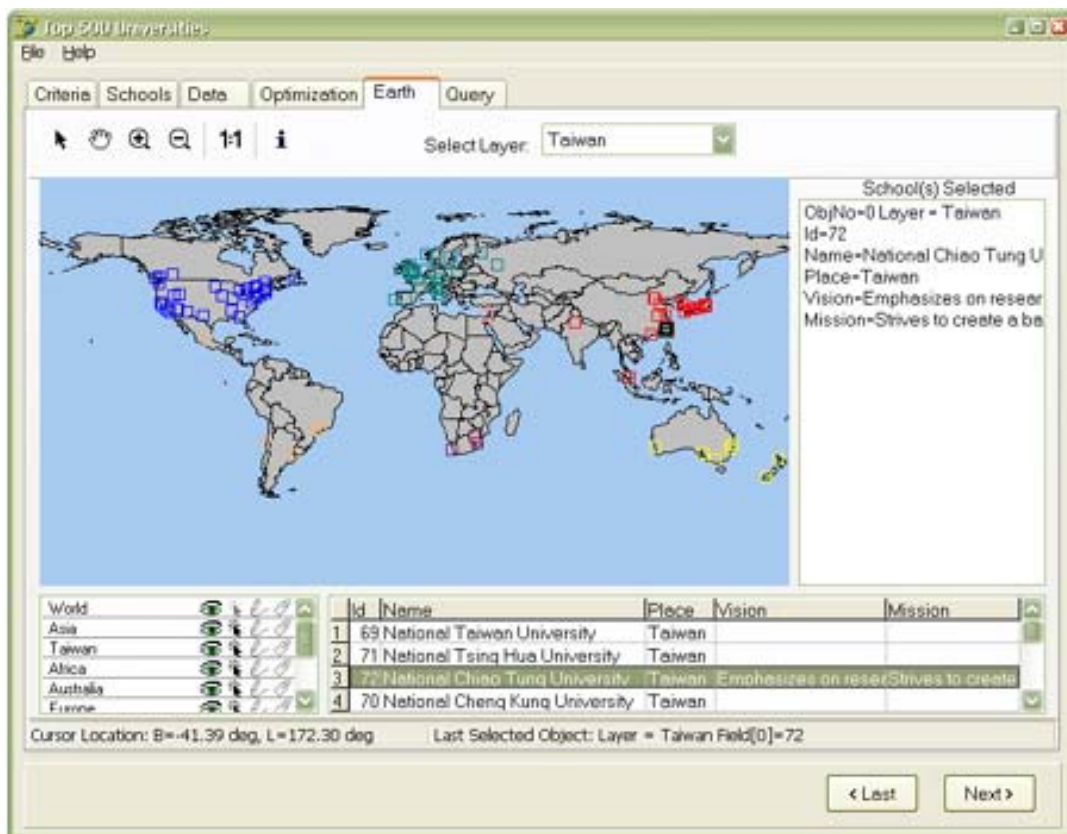 Top 500 Universities
File Help
Criteria Schools Data Optimization Earth Query
1:1 i Select Layer: Taiwan
School(s) Selected
ObjNo=0 Layer = Taiwan
Id=72
Name=National Chiao Tung U
Place=Taiwan
Vision=Emphasizes on resear
Mission=Strives to create a ba
World
Asia
Taiwan
Africa
Australia
Europe
Id Name Place Vision Mission
1 69 National Taiwan University Taiwan
2 71 National Tsing Hua University Taiwan
3 72 National Chiao Tung University Taiwan Emphasizes on reser Strives to create
4 70 National Cheng Kung University Taiwan
Cursor Location: B=-41.39 deg, L=172.30 deg Last Selected Object: Layer = Taiwan Field[0]=72
< Last Next >